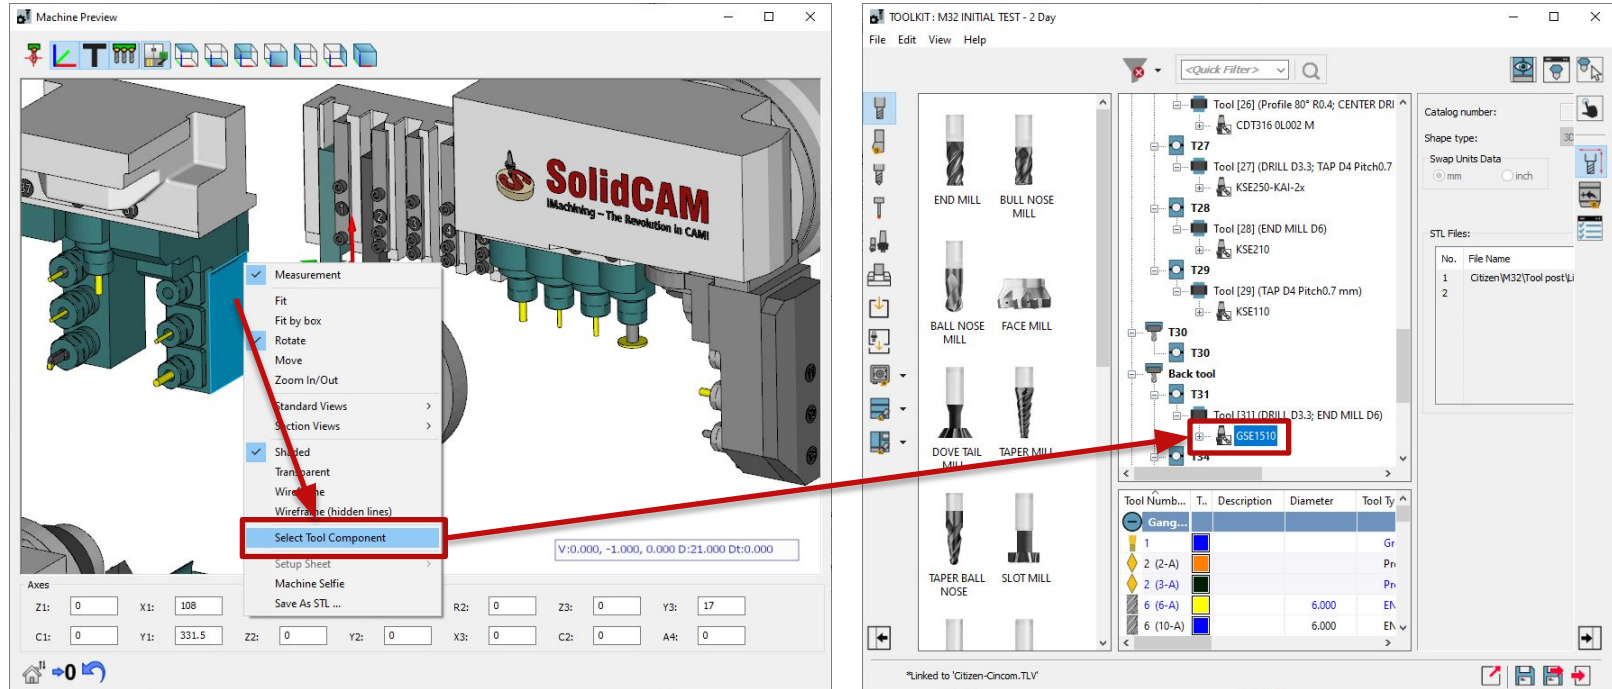 Machine Preview
SolidCAM
iMachining – The Revolution in CAM!
Measurement
Fit
Fit by box
Rotate
Move
Zoom In/Out
Standard Views
Section Views
Shaded
Transparent
Wireframe
Wireframe (hidden lines)
Select Tool Component
Setup Sheet
Machine Selfie
Save As STL ...
V:0.000, -1.000, 0.000 D:21.000 Dt:0.000
Axes
Z1: 0 X1: 108 R2: 0 Z3: 0 Y3: 17
C1: 0 Y1: 331.5 Z2: 0 Y2: 0 X3: 0 C2: 0 A4: 0
0
TOOLKIT : M32 INITIAL TEST - 2 Day
File Edit View Help
<Quick Filter>
END MILL
BULL NOSE
MILL
BALL NOSE
MILL
FACE MILL
DOVE TAIL
MILL
TAPER MILL
TAPER BALL
NOSE
SLOT MILL
Tool [26] (Profile 80° R0.4; CENTER DRI
CDT316 0L002 M
T27
Tool [27] (DRILL D3.3; TAP D4 Pitch0.7
KSE250-KAI-2x
T28
Tool [28] (END MILL D6)
KSE210
T29
Tool [29] (TAP D4 Pitch0.7 mm)
KSE110
T30
T30
Back tool
T31
Tool [31] (DRILL D3.3; END MILL D6)
GSE1510
T34
Tool Numb... T.. Description Diameter Tool Ty
Gang...
1 Gr
2 (2-A) Pr
2 (3-A) Pr
6 (6-A) 6.000 EN
6 (10-A) 6.000 EN
Catalog number:
Shape type: 3D
Swap Units Data
mm inch
STL Files:
No. File Name
1 Citizen\M32\Tool post\Li
2
*Linked to 'Citizen-Cincom.TLV'